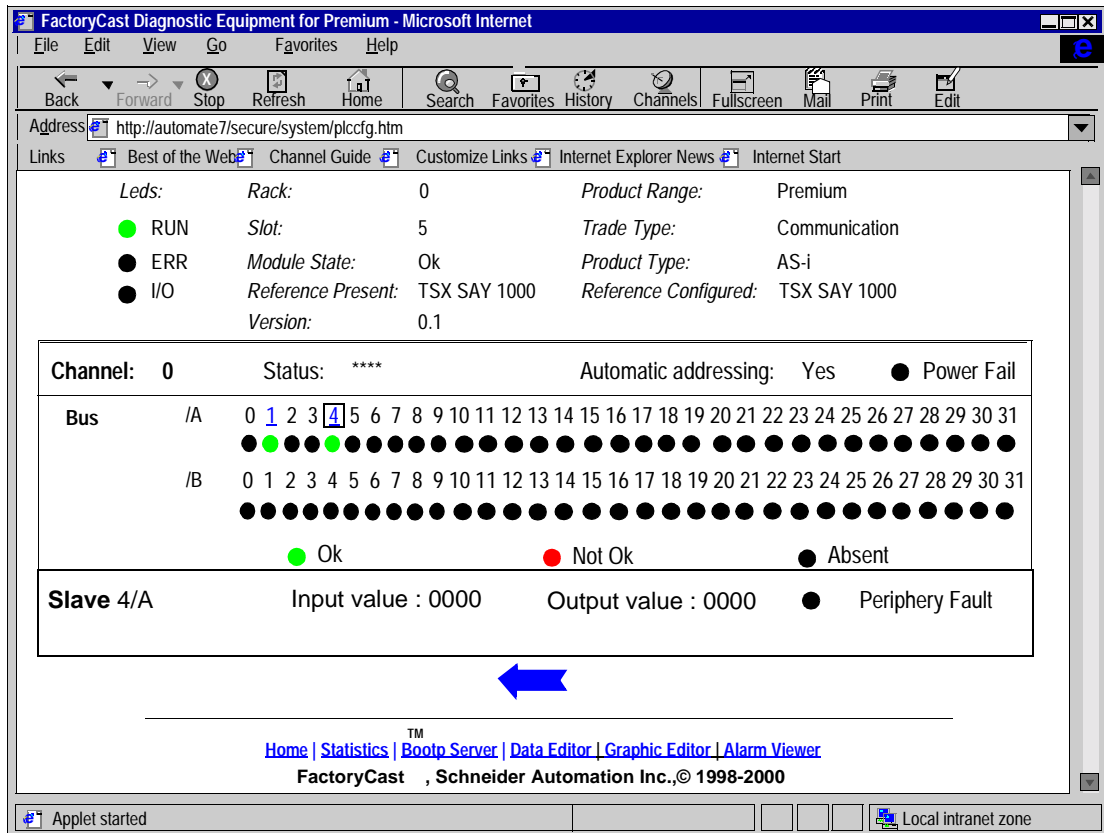 FactoryCast Diagnostic Equipment for Premium - Microsoft Internet
File Edit View Go Favorites Help
Back Forward Stop Refresh Home Search Favorites History Channels Fullscreen Mail Print Edit
Address http://automate7/secure/system/plccfg.htm
Links Best of the Web Channel Guide Customize Links Internet Explorer News Internet Start
Leds: Rack: 0 Product Range: Premium
RUN Slot: 5 Trade Type: Communication
ERR Module State: Ok Product Type: AS-i
I/O Reference Present: TSX SAY 1000 Reference Configured: TSX SAY 1000
Version: 0.1
Channel: 0 Status: **** Automatic addressing: Yes Power Fail
Bus /A 0 1 2 3 4 5 6 7 8 9 10 11 12 13 14 15 16 17 18 19 20 21 22 23 24 25 26 27 28 29 30 31
/B 0 1 2 3 4 5 6 7 8 9 10 11 12 13 14 15 16 17 18 19 20 21 22 23 24 25 26 27 28 29 30 31
Ok Not Ok Absent
Slave 4/A Input value : 0000 Output value : 0000 Periphery Fault
TM
Home | Statistics | Bootp Server | Data Editor | Graphic Editor | Alarm Viewer
FactoryCast , Schneider Automation Inc.,© 1998-2000
Applet started Local intranet zone